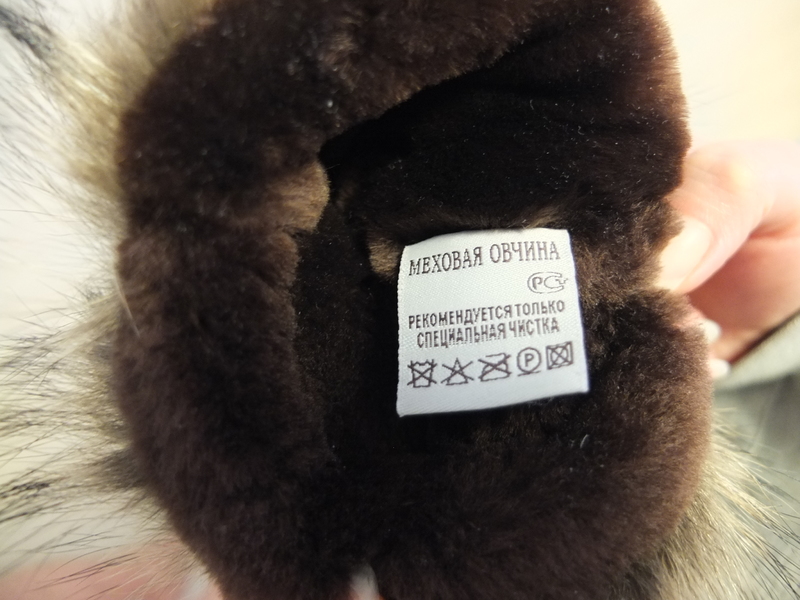 МЕХОВАЯ ОВЧИНА
РСТ
РЕКОМЕНДУЕТСЯ ТОЛЬКО
СПЕЦИАЛЬНАЯ ЧИСТКА
P